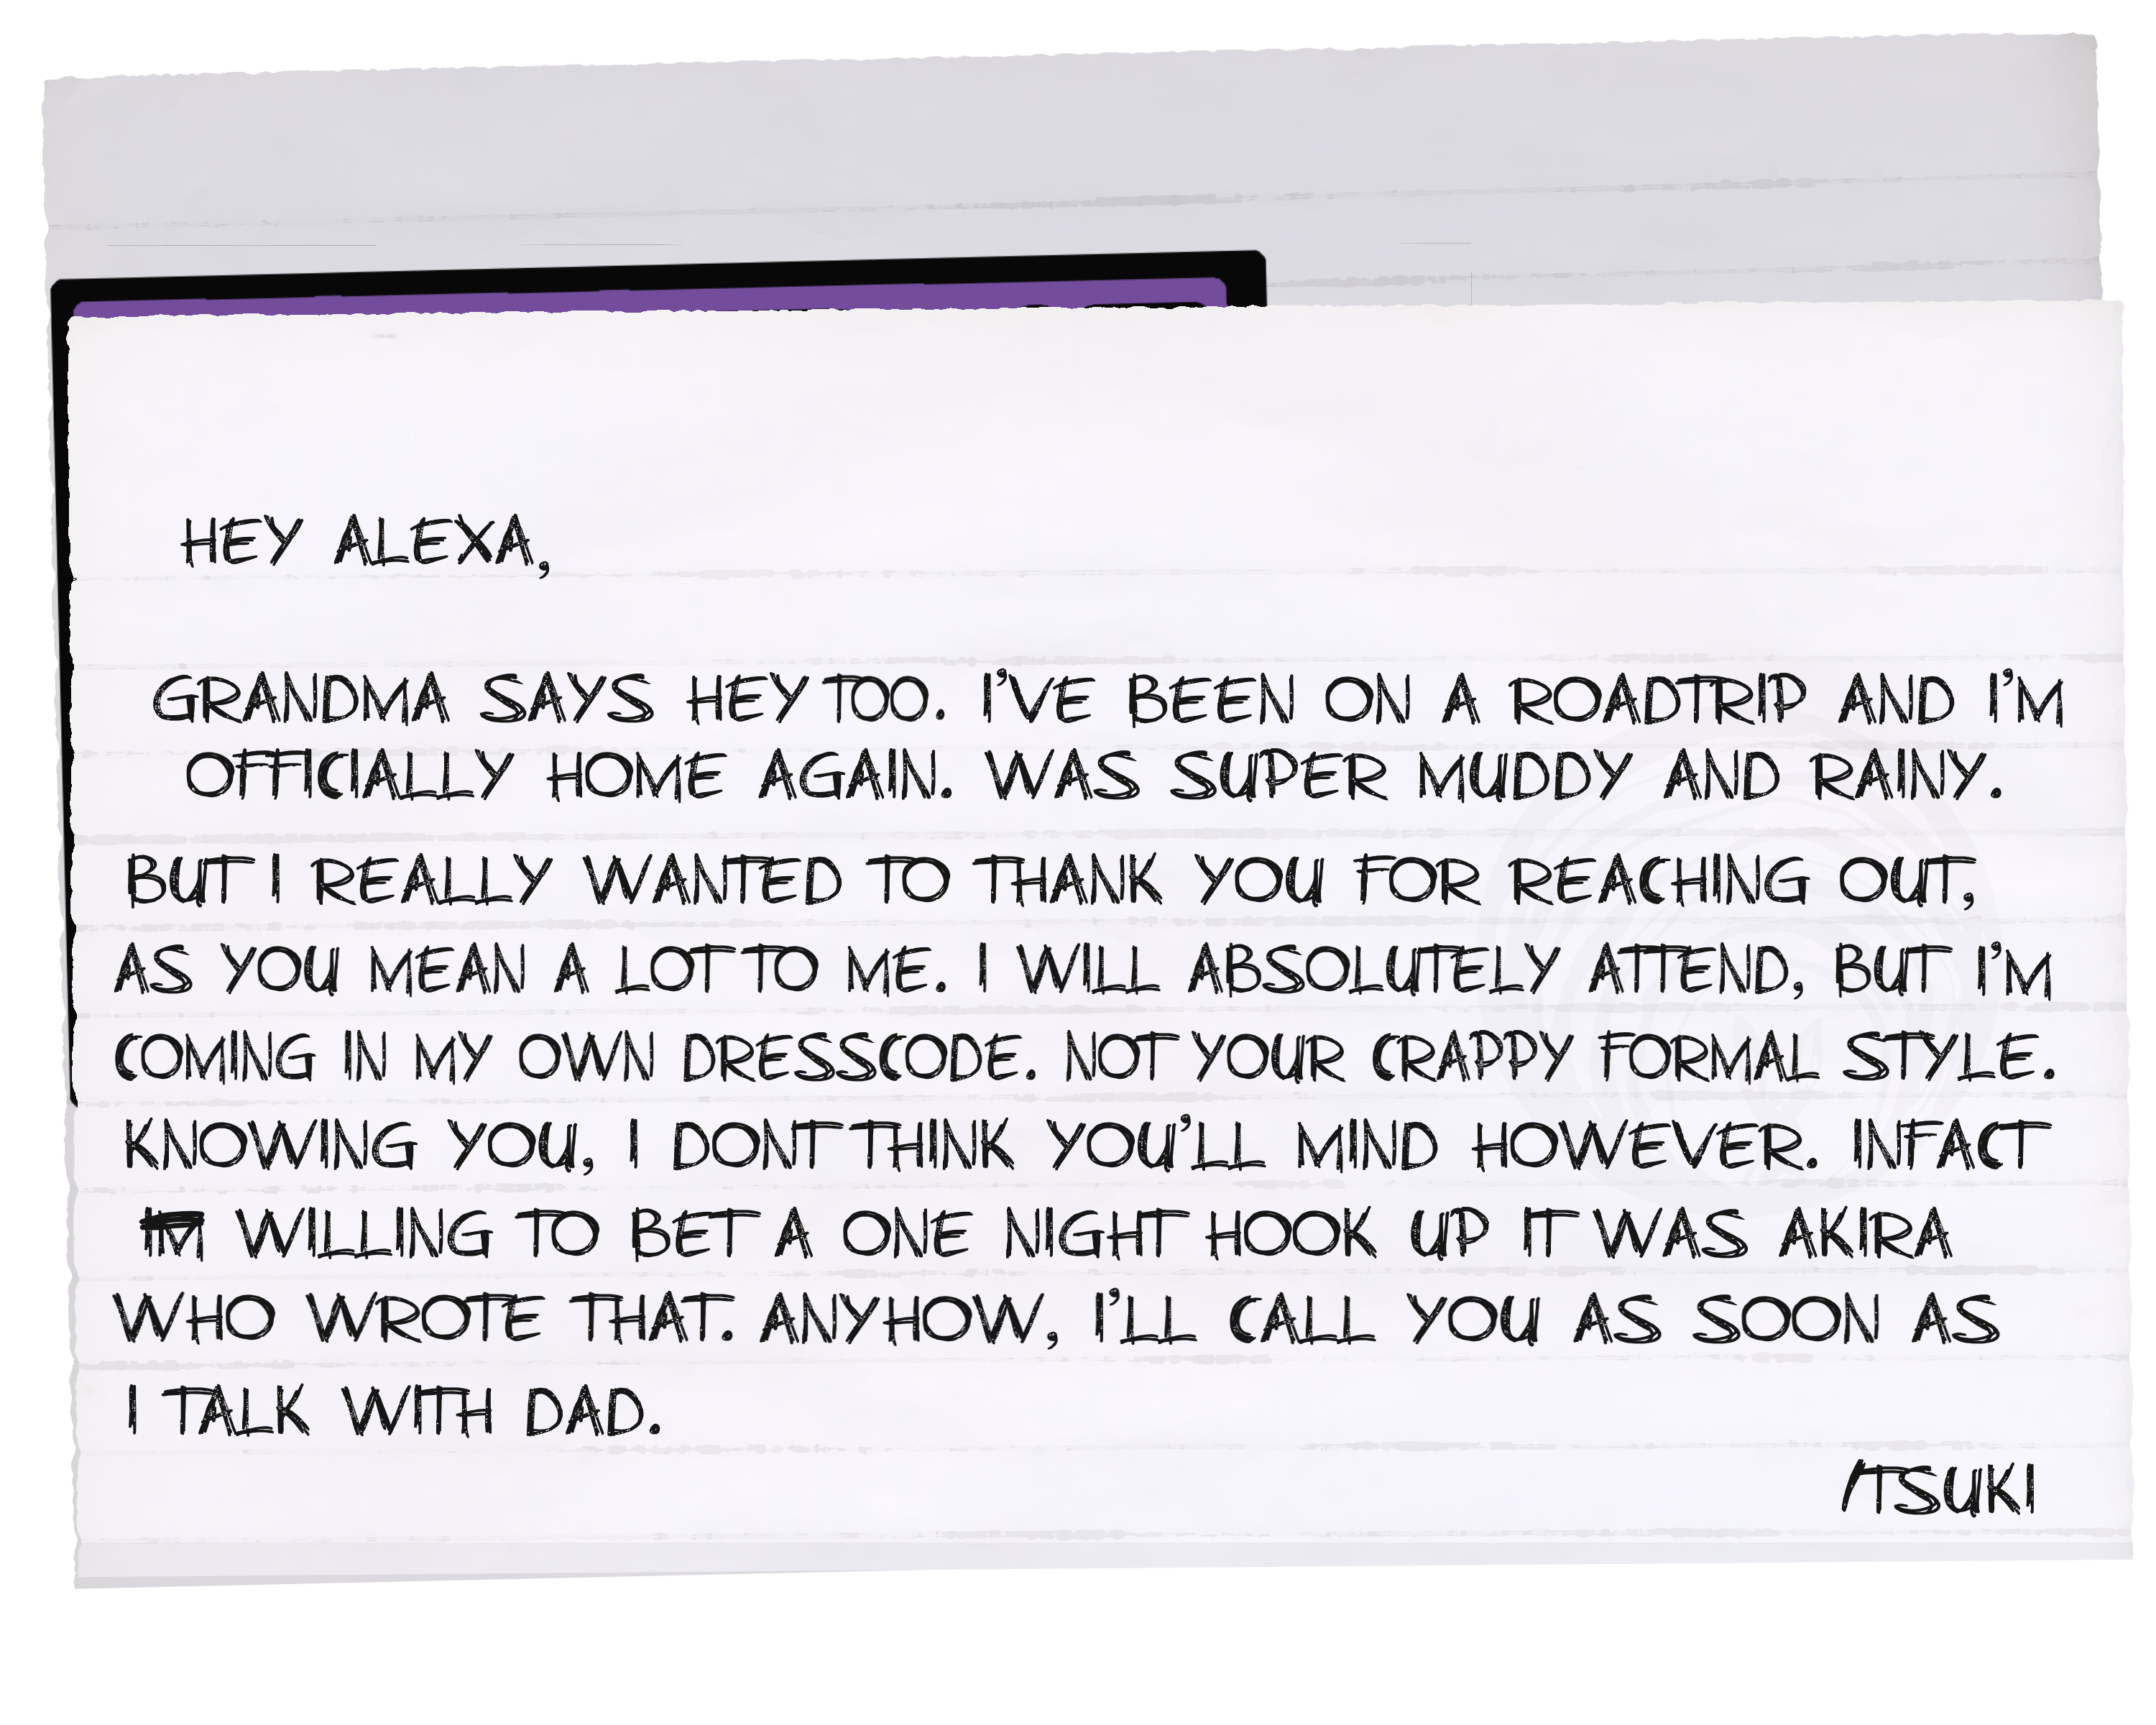 HEY ALEXA,
GRANDMA SAYS HEY TOO. I'VE BEEN ON A ROADTRIP AND I'M
OFFICIALLY HOME AGAIN. WAS SUPER MUDDY AND RAINY.
BUT I REALLY WANTED TO THANK YOU FOR REACHING OUT,
AS YOU MEAN A LOT TO ME. I WILL ABSOLUTELY ATTEND, BUT I'M
COMING IN MY OWN DRESSCODE. NOT YOUR CRAPPY FORMAL STYLE.
KNOWING YOU, I DONT THINK YOU'LL MIND HOWEVER. INFACT
IM WILLING TO BET A ONE NIGHT HOOK UP IT WAS AKIRA
WHO WROTE THAT. ANYHOW, I'LL CALL YOU AS SOON AS
I TALK WITH DAD.
/TSUKI